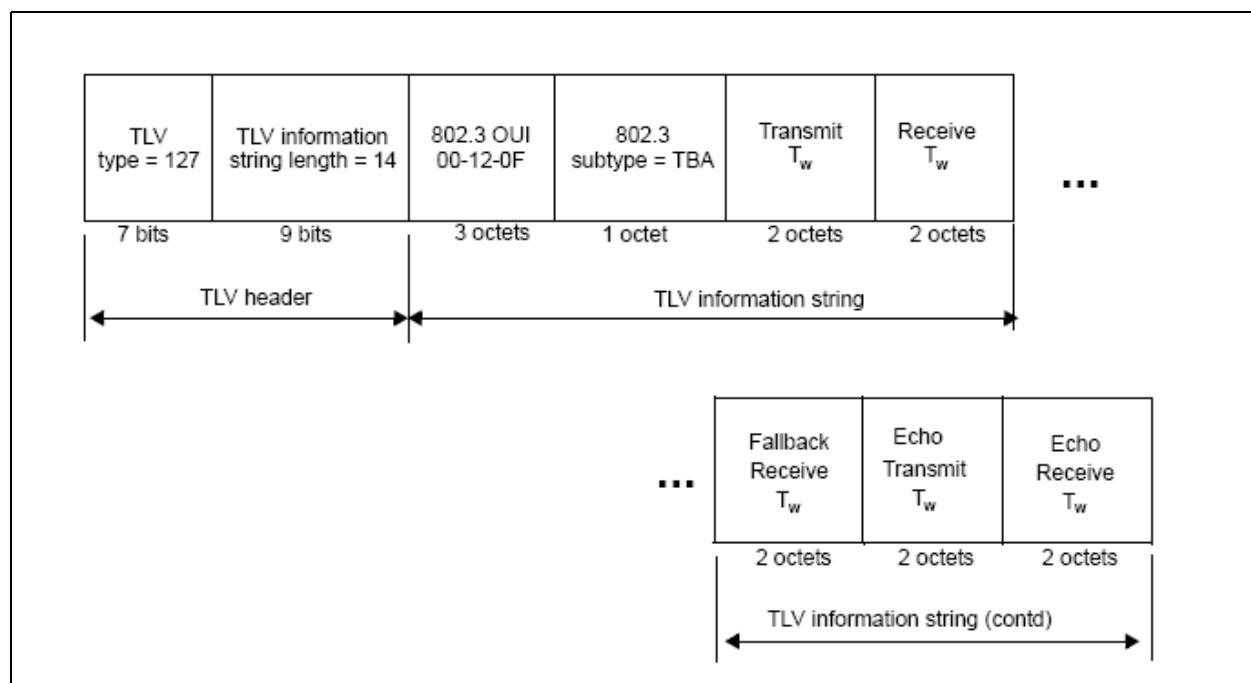 TLV
type = 127
TLV information
string length = 14
802.3 OUI
00-12-0F
802.3
subtype = TBA
Transmit
Tw
Receive
Tw
...
7 bits
9 bits
3 octets
1 octet
2 octets
2 octets
TLV header
TLV information string
...
Fallback
Receive
Tw
Echo
Transmit
Tw
Echo
Receive
Tw
2 octets
2 octets
2 octets
TLV information string (contd)